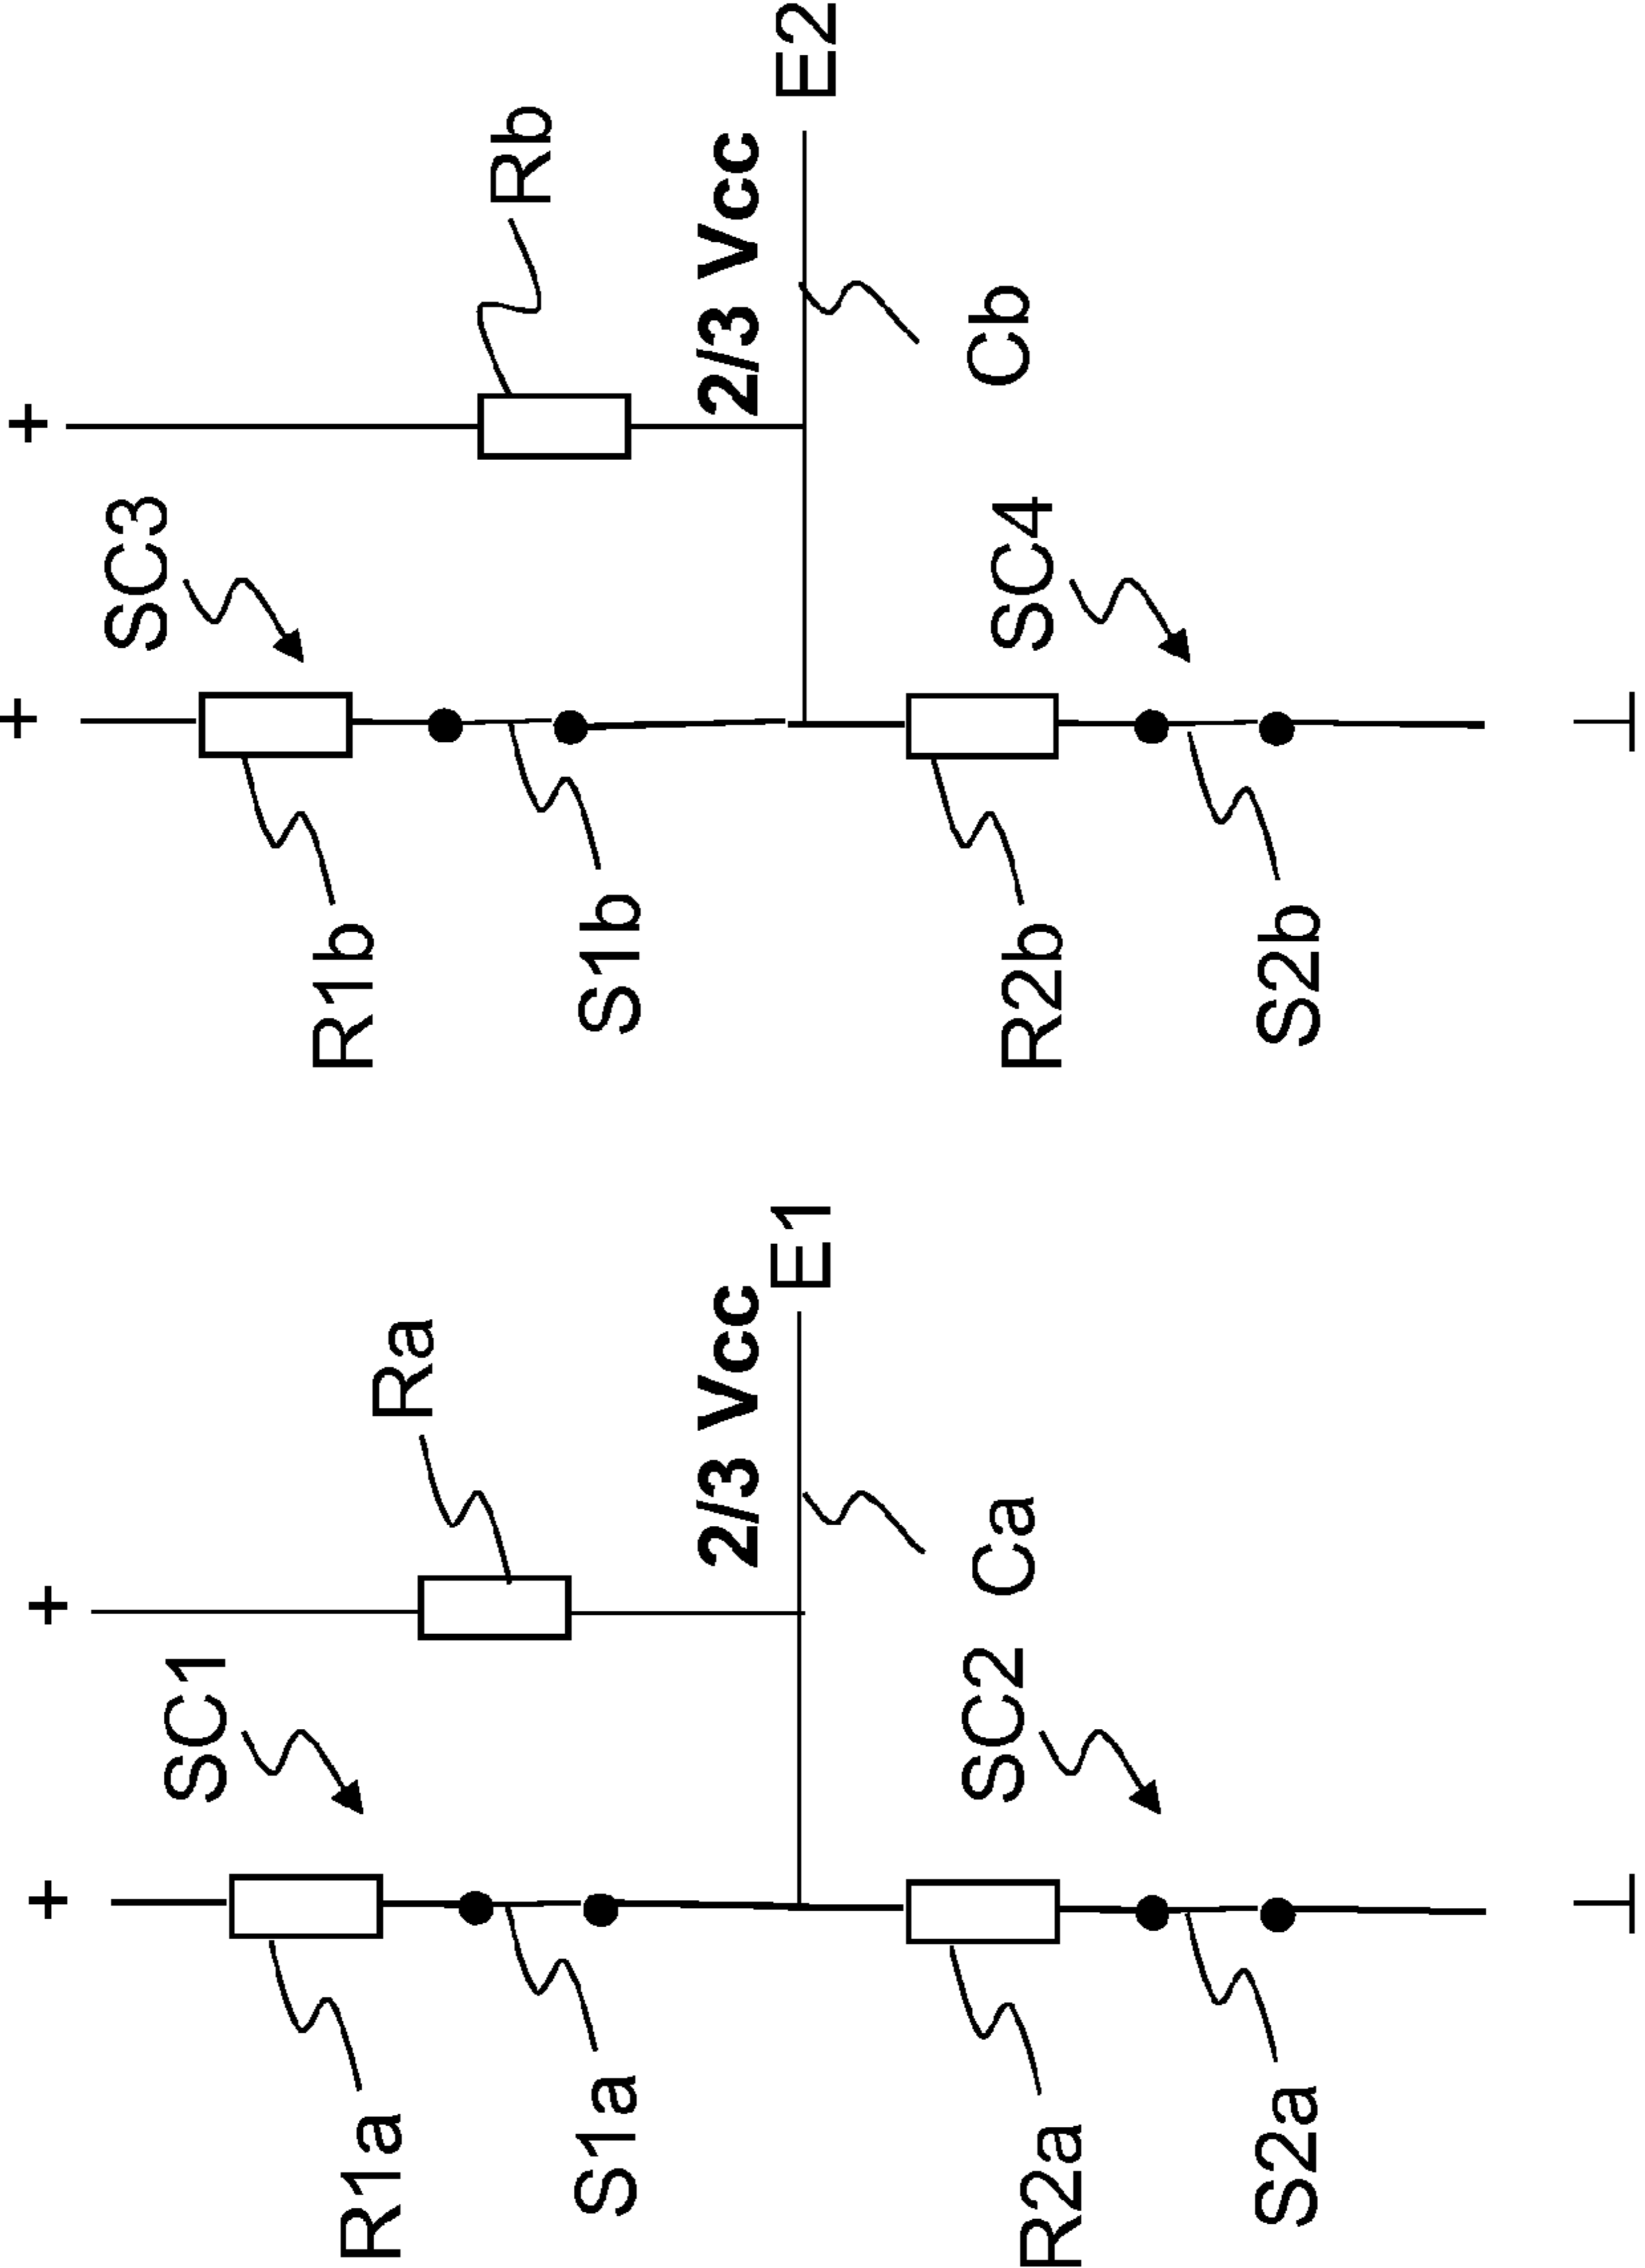 +
+
SC1
Ra
R1a
S1a
2/3 Vcc
E1
SC2
Ca
R2a
S2a
+
+
SC3
Rb
R1b
S1b
2/3 Vcc
E2
SC4
Cb
R2b
S2b